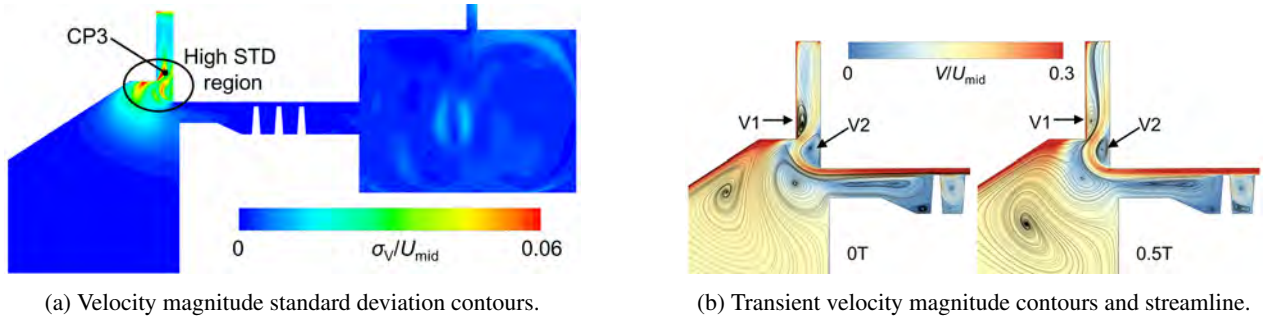 CP3
High STD
region
0
σV/Umid
0.06
(a) Velocity magnitude standard deviation contours.
0
V/Umid
0.3
V1
V2
V1
V2
0T
0.5T
(b) Transient velocity magnitude contours and streamline.